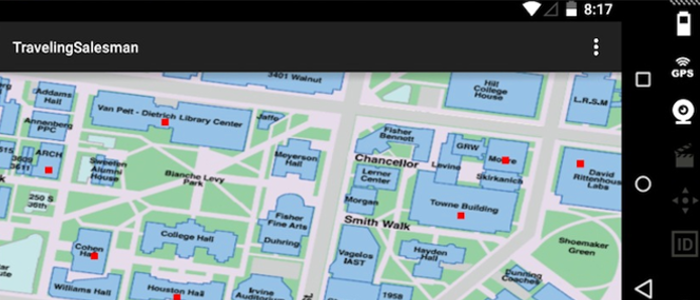 8:17
TravelingSalesman
GPS
3401 Walnut
Addams
Hall
Hill
College
House
L.R.S.M
Van Pelt - Dietrich Library Center
Jaffe
Annenberg
PPC
Fisher
Bennett
GRW
Moore
ARCH
3609
3611
Sweeten
Alumni
House
Meyerson
Hall
Chancellor
Levine
Skirkanich
David
Rittenhouse
Labs
Blanche Levy
Park
Lerner
Center
250 S
36th
Morgan
Towne Building
Fisher
Fine Arts
Smith Walk
Duhring
College Hall
Cohen
Hall
Vagelos
IAST
Hayden
Hall
Shoemaker
Green
Dunning
Coaches
Williams Hall
Houston Hall
Irvine
Auditorium
1958
ID